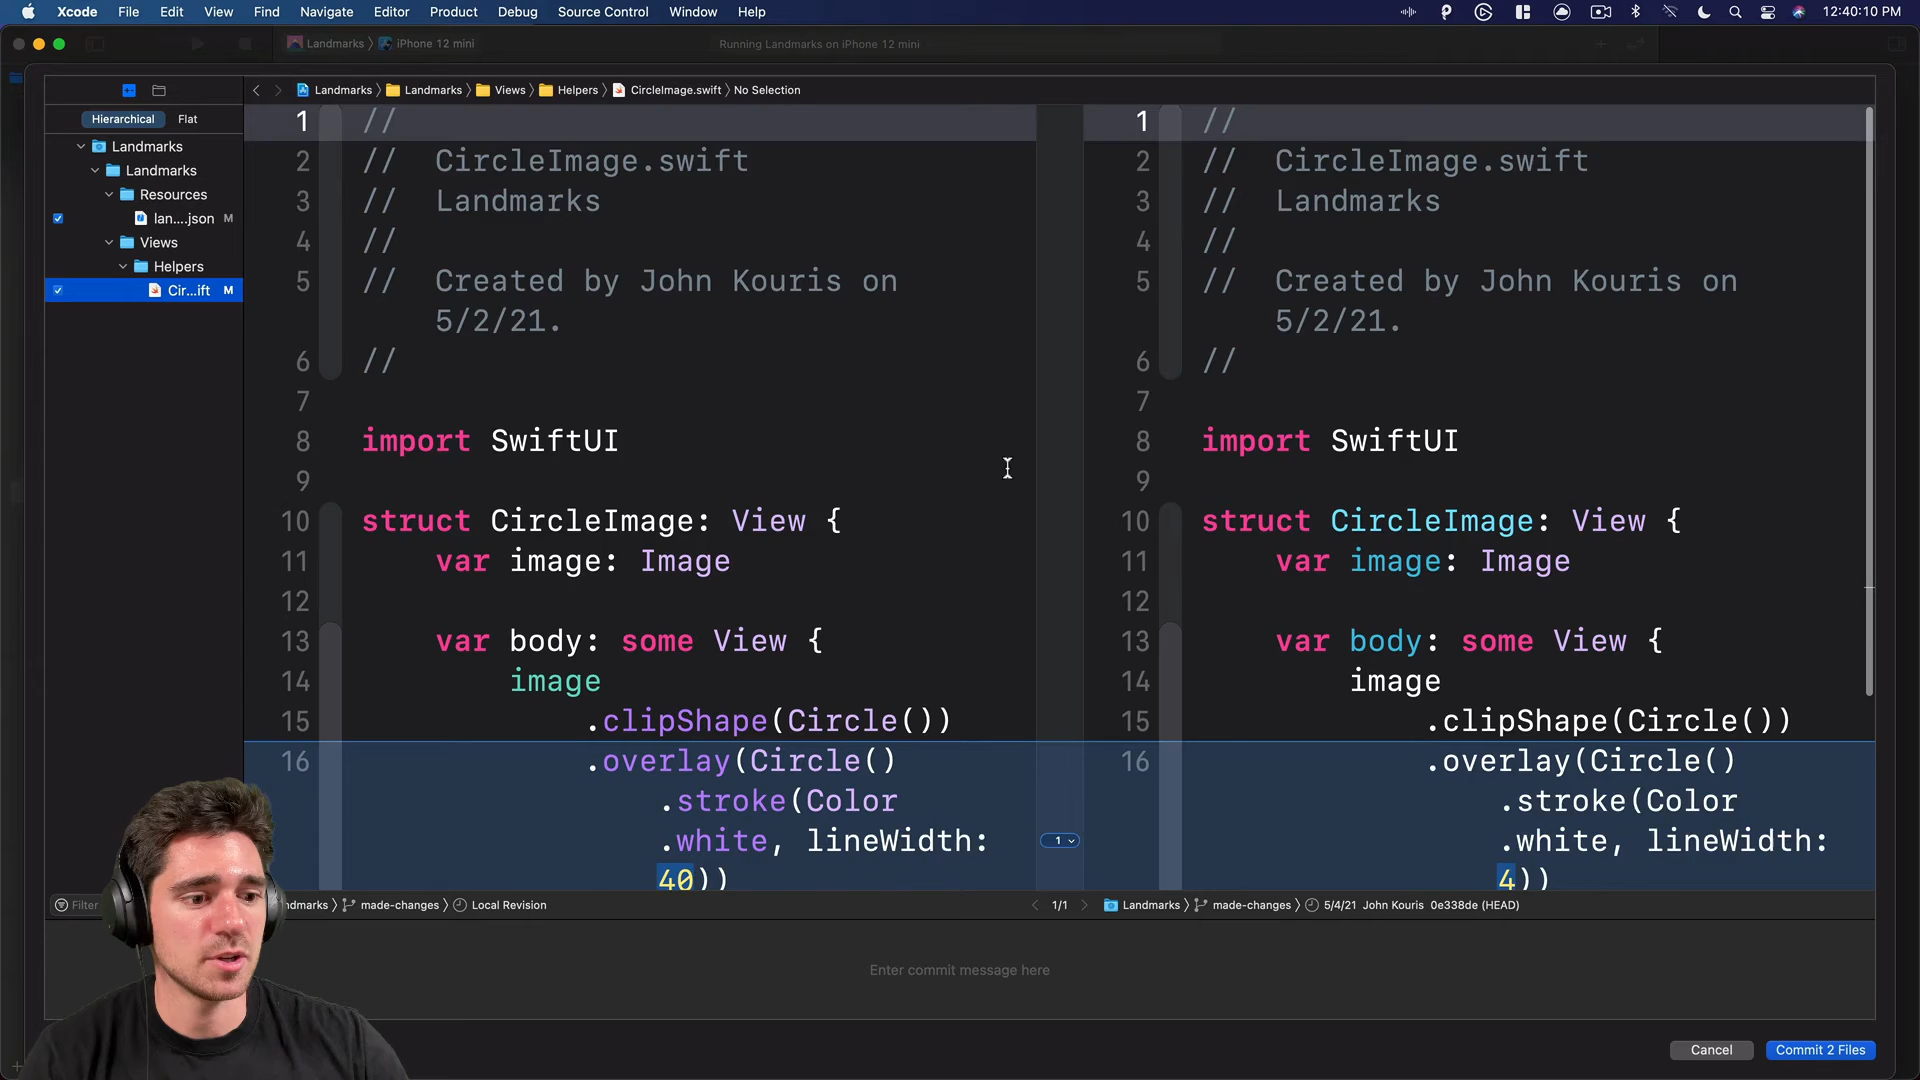 Xcode File Edit View Find Navigate Editor Product Debug Source Control Window Help 12:40:10 PM
Landmarks iPhone 12 mini Running Landmarks on iPhone 12 mini
Landmarks Landmarks Views Helpers CircleImage.swift No Selection
Hierarchical Flat
Landmarks
Landmarks
Resources
lan....json M
Views
Helpers
Cir...ift M
1 //
2 // CircleImage.swift
3 // Landmarks
4 //
5 // Created by John Kouris on
5/2/21.
6 //
7
8 import SwiftUI
9
10 struct CircleImage: View {
11 var image: Image
12
13 var body: some View {
14 image
15 .clipShape(Circle())
16 .overlay(Circle()
.stroke(Color
.white, lineWidth:
40))
1
1 //
2 // CircleImage.swift
3 // Landmarks
4 //
5 // Created by John Kouris on
5/2/21.
6 //
7
8 import SwiftUI
9
10 struct CircleImage: View {
11 var image: Image
12
13 var body: some View {
14 image
15 .clipShape(Circle())
16 .overlay(Circle()
.stroke(Color
.white, lineWidth:
4))
Filter
ndmarks made-changes Local Revision 1/1 Landmarks made-changes 5/4/21 John Kouris 0e338de (HEAD)
Enter commit message here
Cancel Commit 2 Files